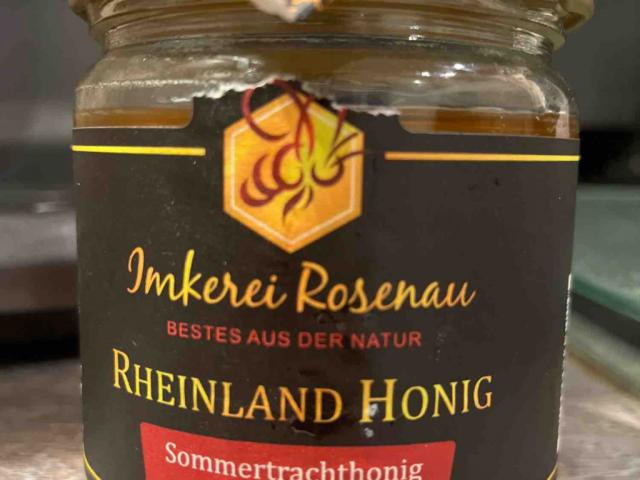 Imkerei Rosenau
BESTES AUS DER NATUR
RHEINLAND HONIG
Sommertrachthonig